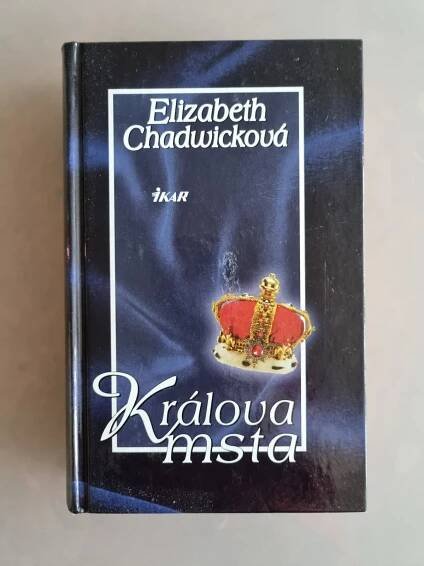 Elizabeth
Chadwicková
iKAR
Králova
msta